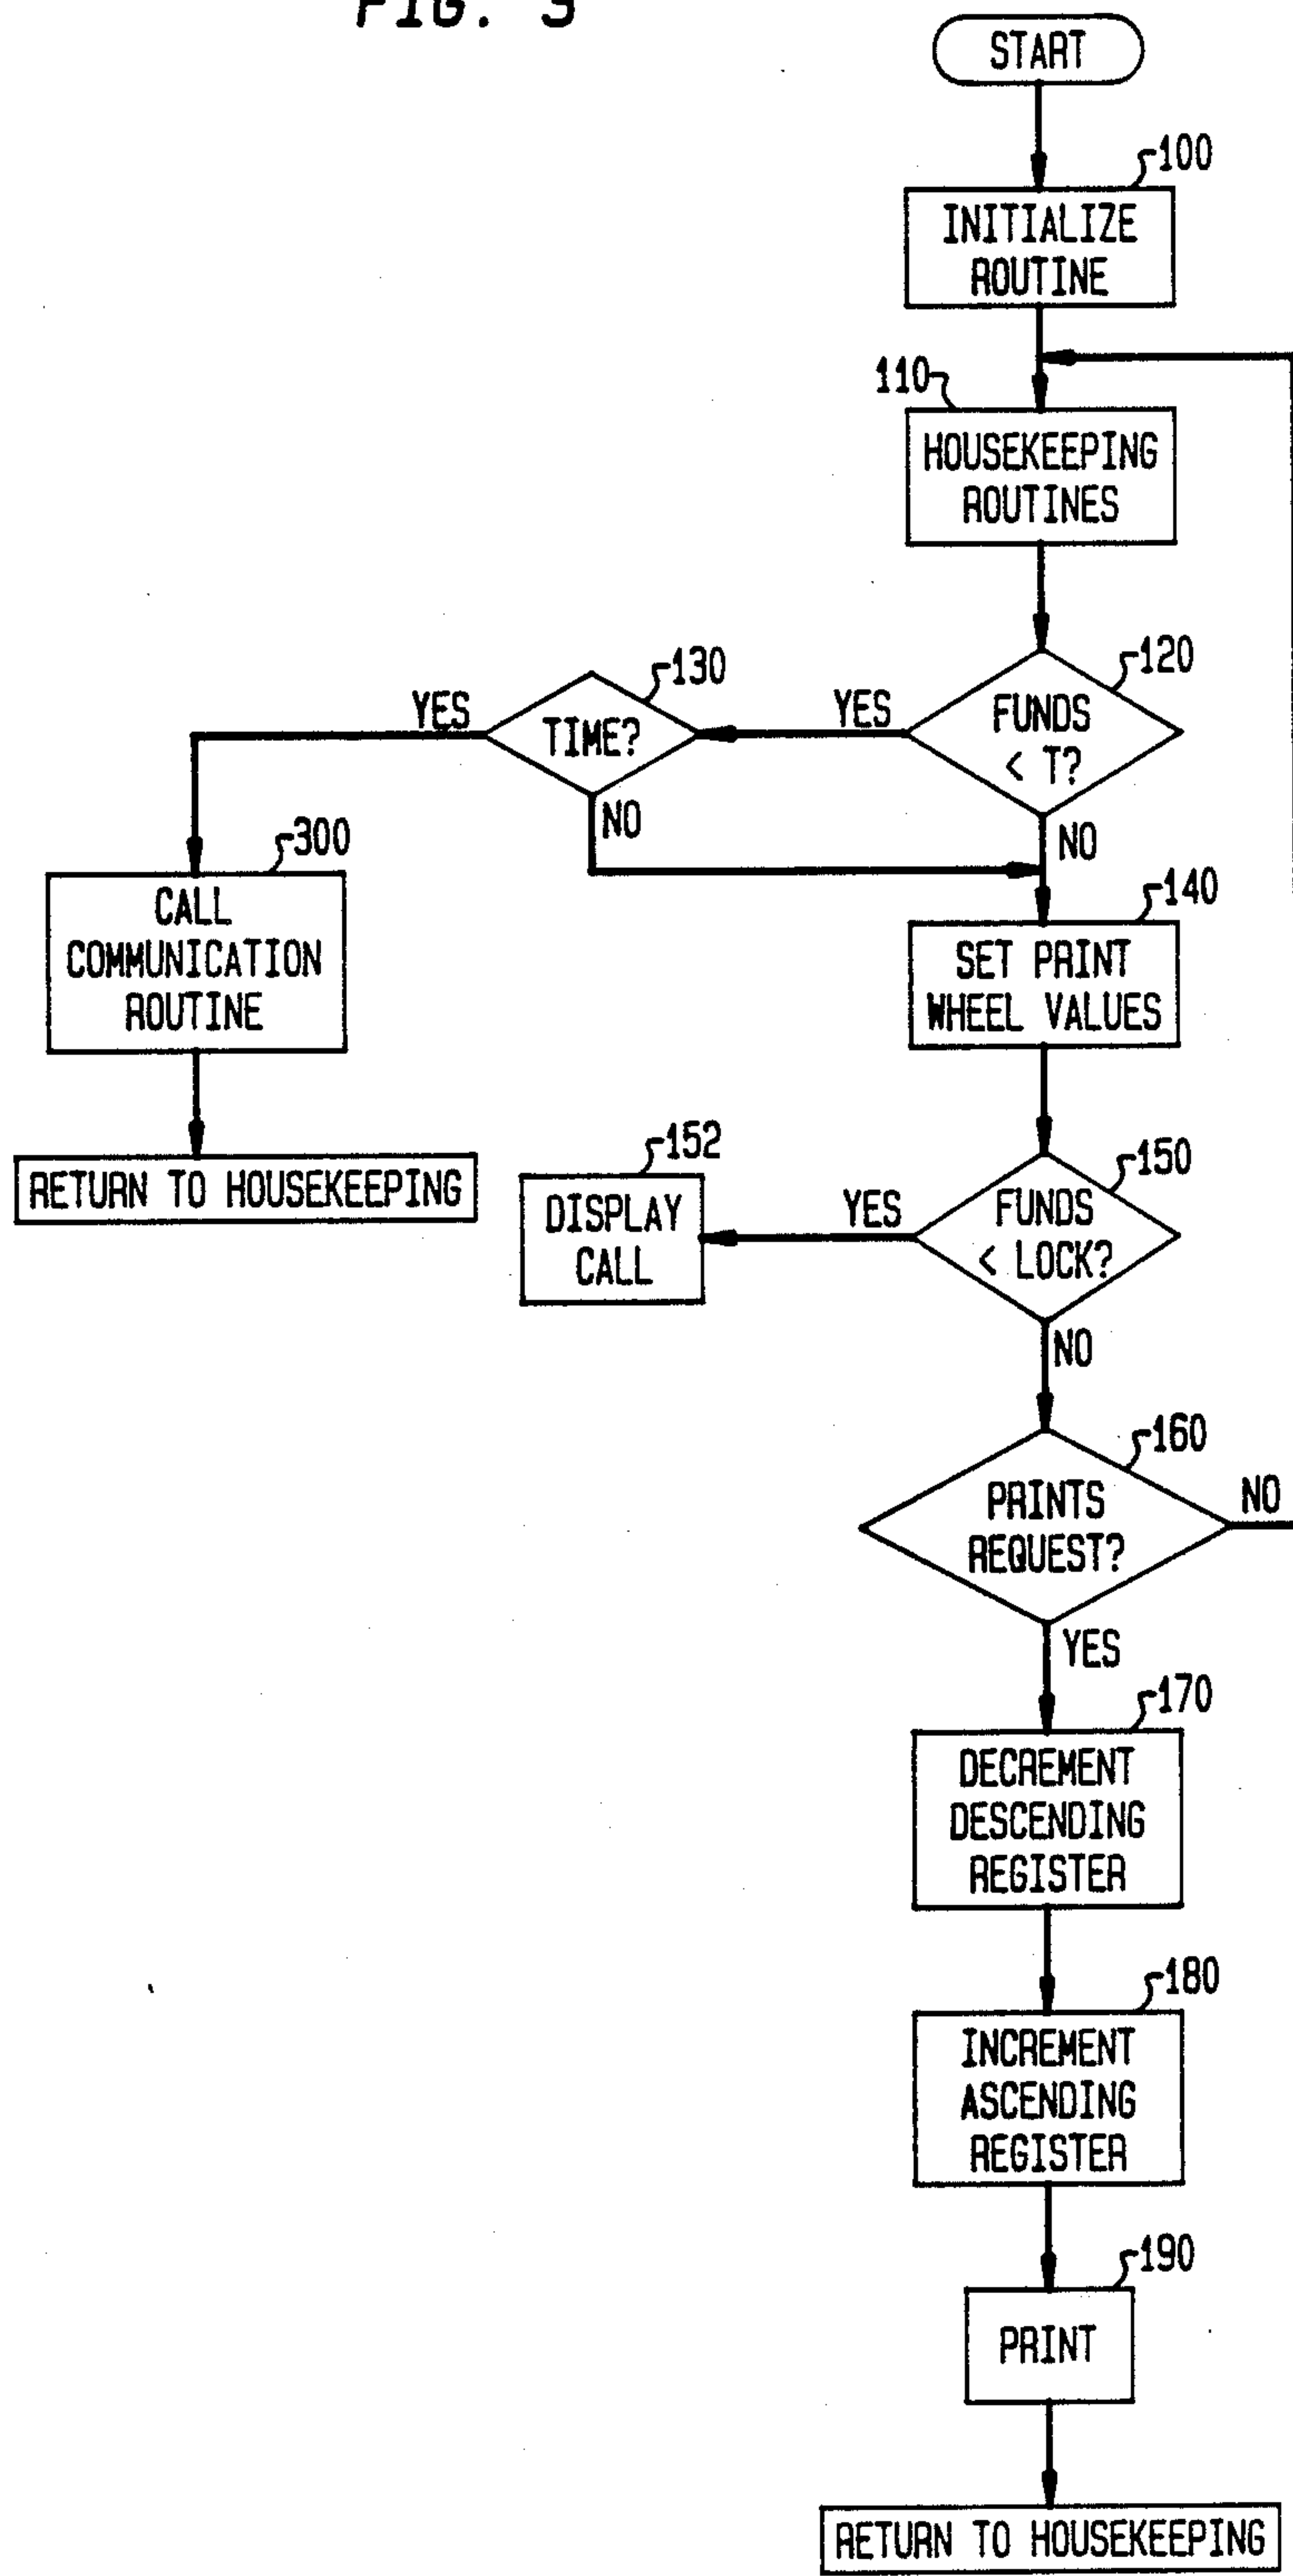 FIG. 3
START
100
INITIALIZE
ROUTINE
110
HOUSEKEEPING
ROUTINES
120
FUNDS
< T?
YES
NO
130
TIME?
YES
NO
300
CALL
COMMUNICATION
ROUTINE
RETURN TO HOUSEKEEPING
140
SET PRINT
WHEEL VALUES
150
FUNDS
< LOCK?
YES
NO
152
DISPLAY
CALL
160
PRINTS
REQUEST?
NO
YES
170
DECREMENT
DESCENDING
REGISTER
180
INCREMENT
ASCENDING
REGISTER
190
PRINT
RETURN TO HOUSEKEEPING